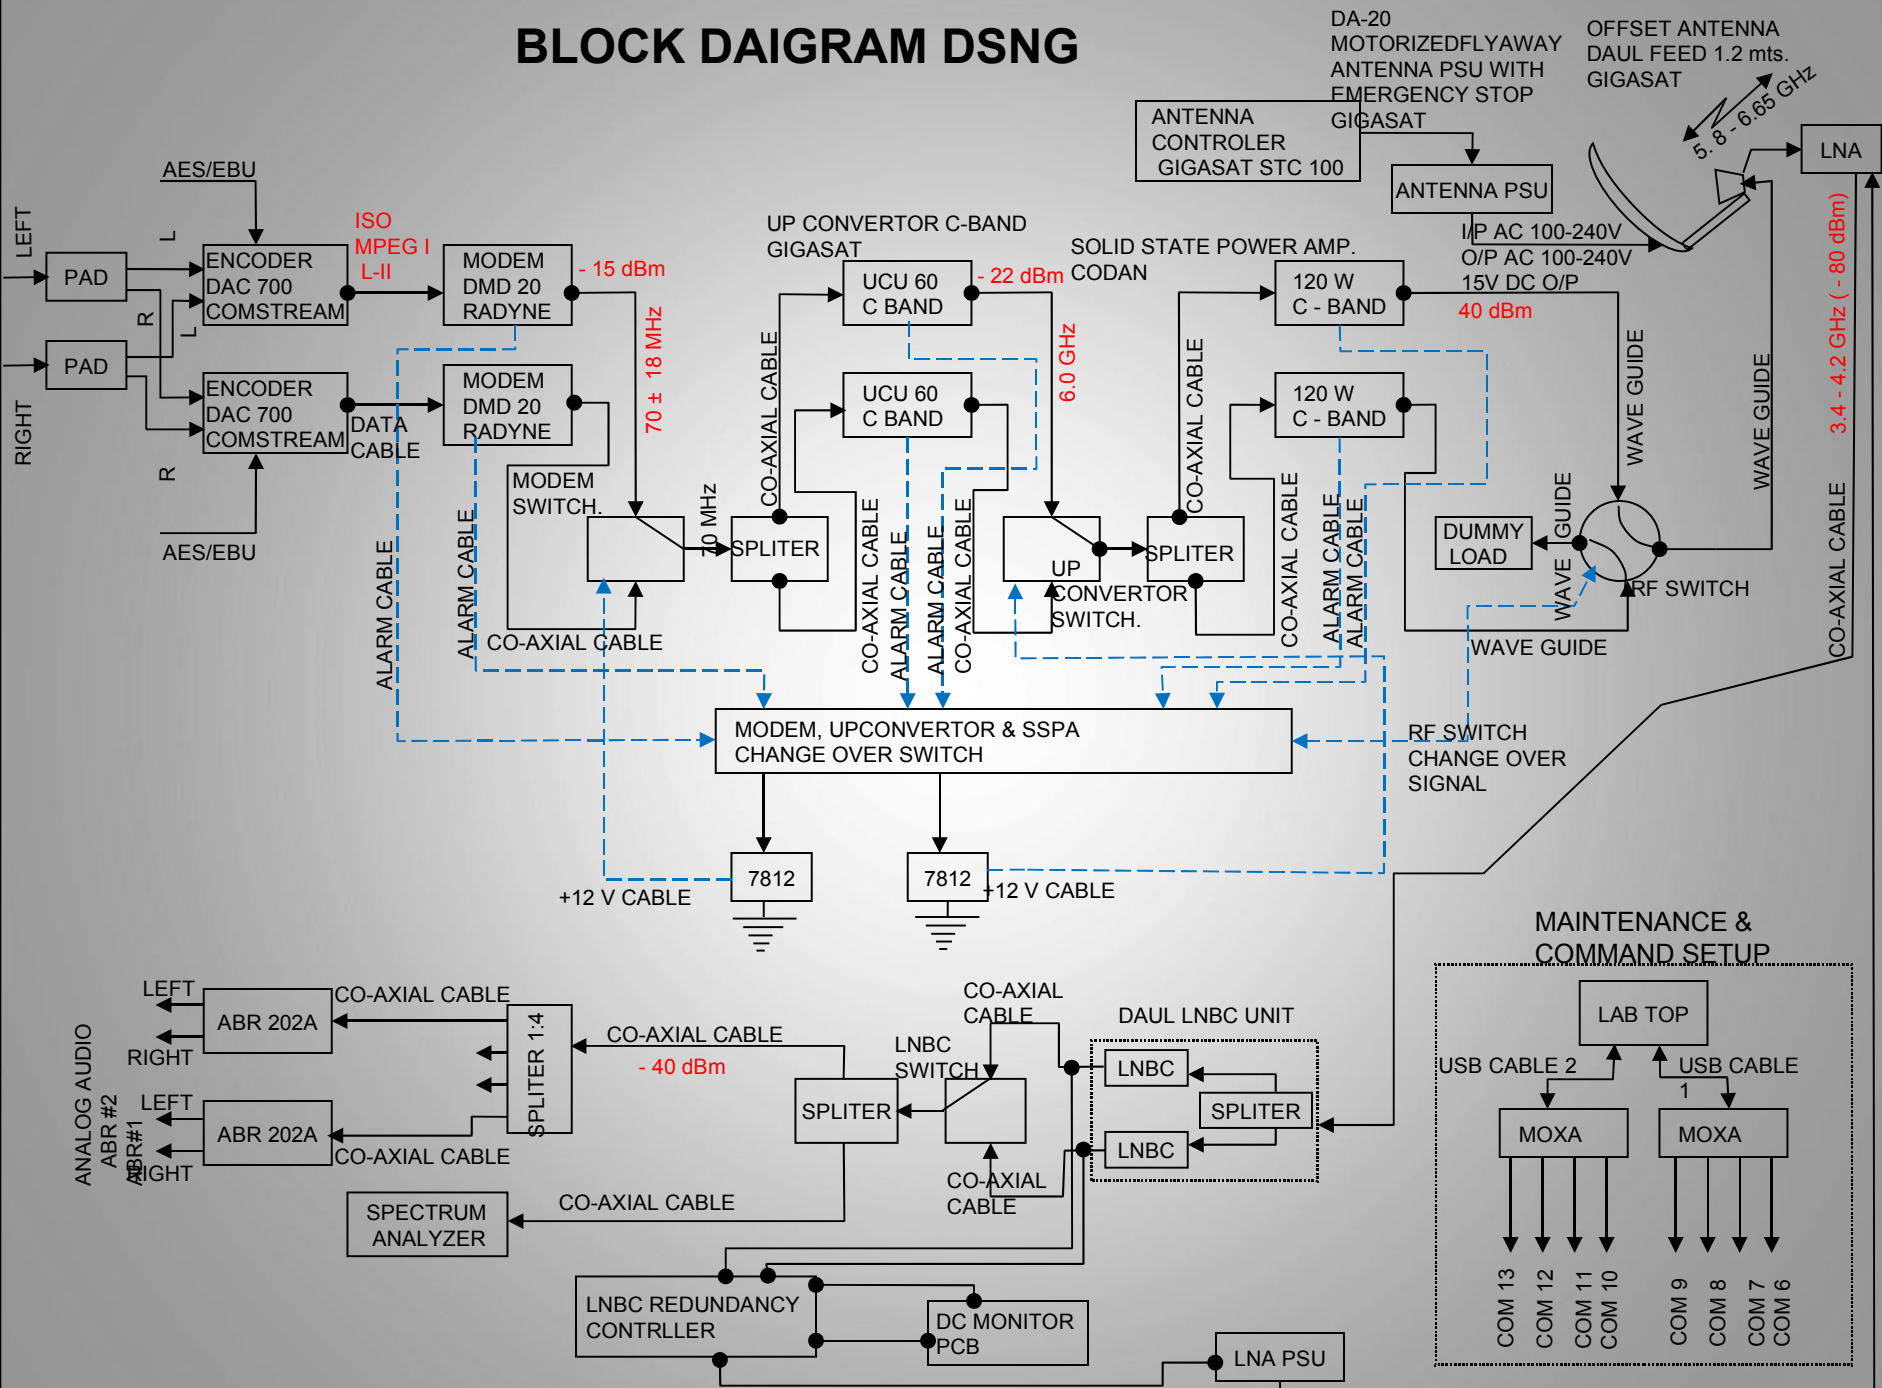 BLOCK DAIGRAM DSNG
DA-20
MOTORIZEDFLYAWAY
ANTENNA PSU WITH
EMERGENCY STOP
GIGASAT
OFFSET ANTENNA
DAUL FEED 1.2 mts.
GIGASAT
5. 8 - 6.65 GHz
ANTENNA
CONTROLER
GIGASAT STC 100
ANTENNA PSU
LNA
I/P AC 100-240V
O/P AC 100-240V
15V DC O/P
40 dBm
3.4 - 4.2 GHz ( - 80 dBm)
AES/EBU
LEFT
L
PAD
R
L
PAD
RIGHT
R
AES/EBU
ENCODER
DAC 700
COMSTREAM
ENCODER
DAC 700
COMSTREAM
ISO
MPEG I
L-II
DATA
CABLE
MODEM
DMD 20
RADYNE
MODEM
DMD 20
RADYNE
- 15 dBm
70 ± 18 MHz
MODEM
SWITCH.
CO-AXIAL CABLE
ALARM CABLE
ALARM CABLE
70 MHz
SPLITER
UP CONVERTOR C-BAND
GIGASAT
UCU 60
C BAND
UCU 60
C BAND
- 22 dBm
6.0 GHz
CO-AXIAL CABLE
CO-AXIAL CABLE
ALARM CABLE
ALARM CABLE
CO-AXIAL CABLE
UP
CONVERTOR
SWITCH.
SPLITER
SOLID STATE POWER AMP.
CODAN
120 W
C - BAND
120 W
C - BAND
CO-AXIAL CABLE
CO-AXIAL CABLE
ALARM CABLE
ALARM CABLE
WAVE GUIDE
WAVE GUIDE
WAVE GUIDE
WAVE GUIDE
DUMMY
LOAD
RF SWITCH
CO-AXIAL CABLE
MODEM, UPCONVERTOR & SSPA
CHANGE OVER SWITCH
RF SWITCH
CHANGE OVER
SIGNAL
7812
+12 V CABLE
7812
+12 V CABLE
ANALOG AUDIO
ABR #2
ABR#1
LEFT
RIGHT
ABR 202A
CO-AXIAL CABLE
LEFT
RIGHT
ABR 202A
CO-AXIAL CABLE
SPLITER 1:4
CO-AXIAL CABLE
- 40 dBm
SPECTRUM
ANALYZER
CO-AXIAL CABLE
SPLITER
LNBC
SWITCH
CO-AXIAL
CABLE
CO-AXIAL
CABLE
DAUL LNBC UNIT
LNBC
SPLITER
LNBC
LNBC REDUNDANCY
CONTRLLER
DC MONITOR
PCB
LNA PSU
MAINTENANCE &
COMMAND SETUP
LAB TOP
USB CABLE 2
USB CABLE
1
MOXA
MOXA
COM 13
COM 12
COM 11
COM 10
COM 9
COM 8
COM 7
COM 6